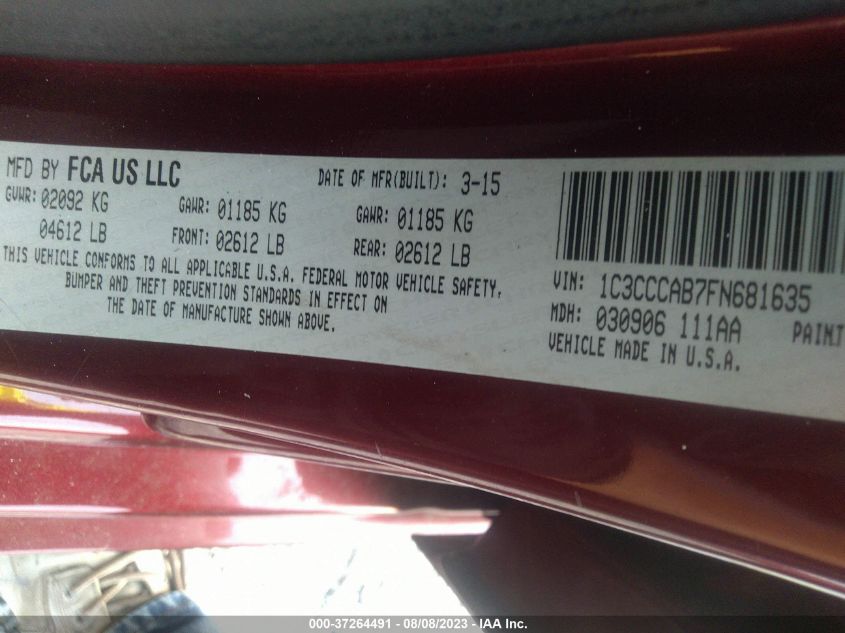 MFD BY FCA US LLC
DATE OF MFR(BUILT): 3-15
GVWR: 02092 KG GAWR: 01185 KG GAWR: 01185 KG
04612 LB FRONT: 02612 LB REAR: 02612 LB
THIS VEHICLE CONFORMS TO ALL APPLICABLE U.S.A. FEDERAL MOTOR VEHICLE SAFETY,
BUMPER AND THEFT PREVENTION STANDARDS IN EFFECT ON
THE DATE OF MANUFACTURE SHOWN ABOVE.
VIN: 1C3CCCAB7FN681635
MDH: 030906 111AA PAINT
VEHICLE MADE IN U.S.A.
000-37264491 - 08/08/2023 - IAA Inc.